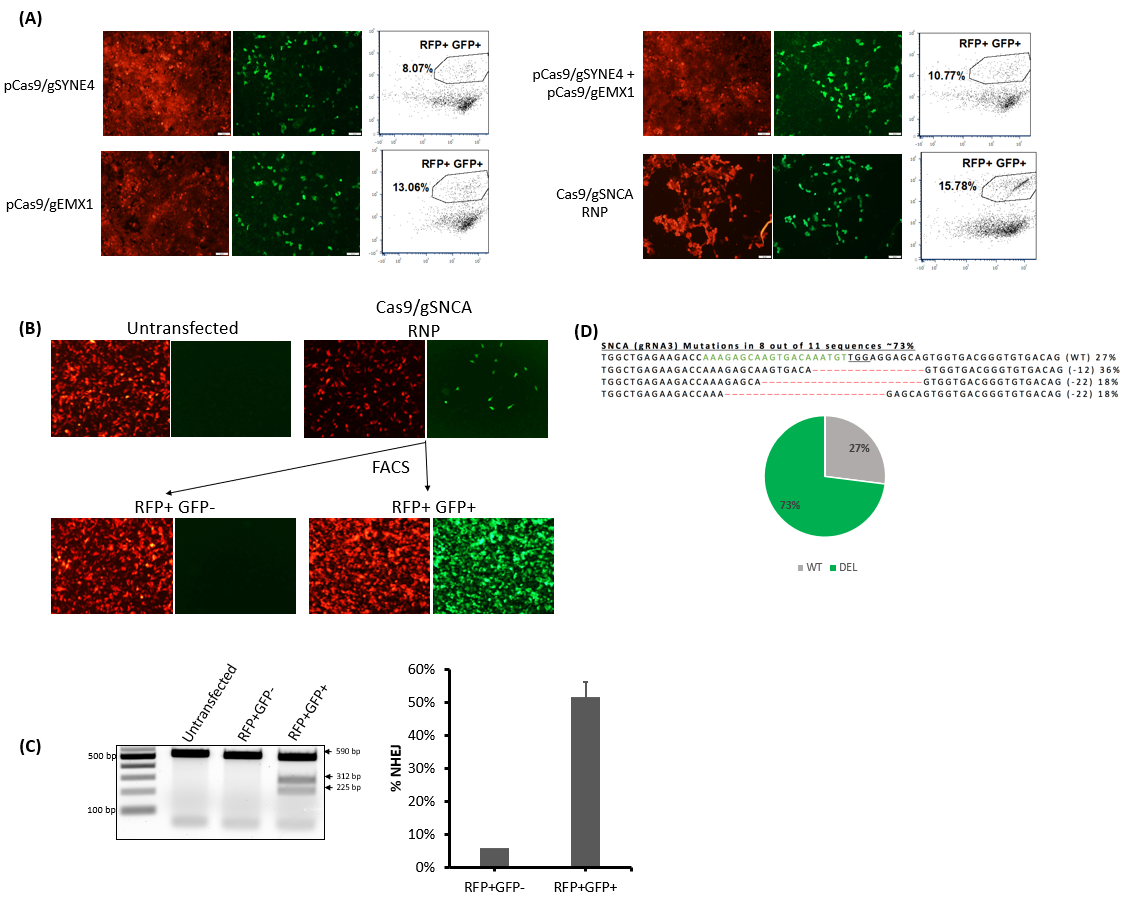 (A)
pCas9/gSYNE4
RFP+ GFP+
8.07%
pCas9/gSYNE4 +
pCas9/gEMX1
RFP+ GFP+
10.77%
pCas9/gEMX1
RFP+ GFP+
13.06%
Cas9/gSNCA
RNP
RFP+ GFP+
15.78%
(B)
Untransfected
Cas9/gSNCA
RNP
FACS
RFP+ GFP-
RFP+ GFP+
(D)
SNCA (gRNA3) Mutations in 8 out of 11 sequences ~73%
TGGCTGAGAAGACCAAAGAGCAAGTGACAAATGTTGGAGGAGCAGTGGTGACGGGTGTGACAG (WT) 27%
TGGCTGAGAAGACCAAAGAGCAAGTGACA--------------------GTGGTGACGGGTGTGACAG (-12) 36%
TGGCTGAGAAGACCAAAGAGCA----------------------------GTGGTGACGGGTGTGACAG (-22) 18%
TGGCTGAGAAGACCAAA----------------------------GAGCAGTGGTGACGGGTGTGACAG (-22) 18%
27%
73%
WT DEL
(C)
Untransfected
RFP+GFP-
RFP+GFP+
500 bp
100 bp
590 bp
312 bp
225 bp
% NHEJ
60%
50%
40%
30%
20%
10%
0%
RFP+GFP-
RFP+GFP+